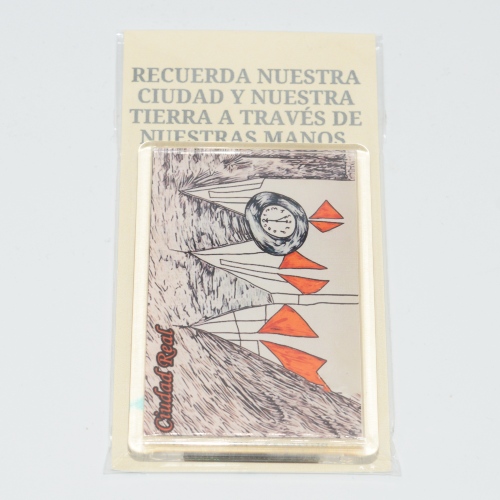 RECUERDA NUESTRA
CIUDAD Y NUESTRA
TIERRA A TRAVÉS DE
NUESTRAS MANOS
Ciudad Real